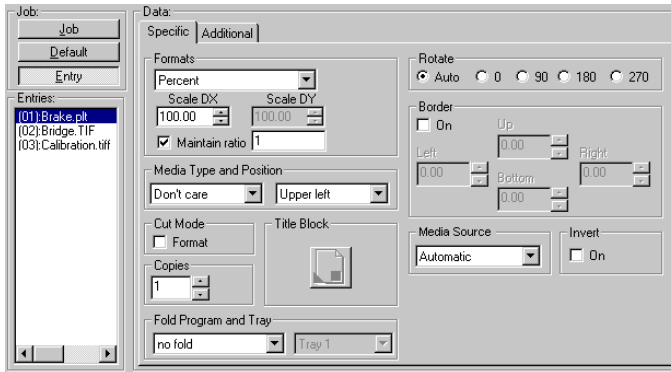 Job:
Job
Default
Entry
Entries:
(01):Brake.plt
(02):Bridge.TIF
(03):Calibration.tiff
Data:
Specific
Additional
Formats
Percent
Scale DX
Scale DY
100.00
100.00
Maintain ratio
1
Media Type and Position
Don't care
Upper left
Cut Mode
Format
Title Block
Copies
1
Fold Program and Tray
no fold
Tray 1
Rotate
Auto
0
90
180
270
Border
On
Up
0.00
Left
0.00
Right
0.00
Bottom
0.00
Media Source
Automatic
Invert
On